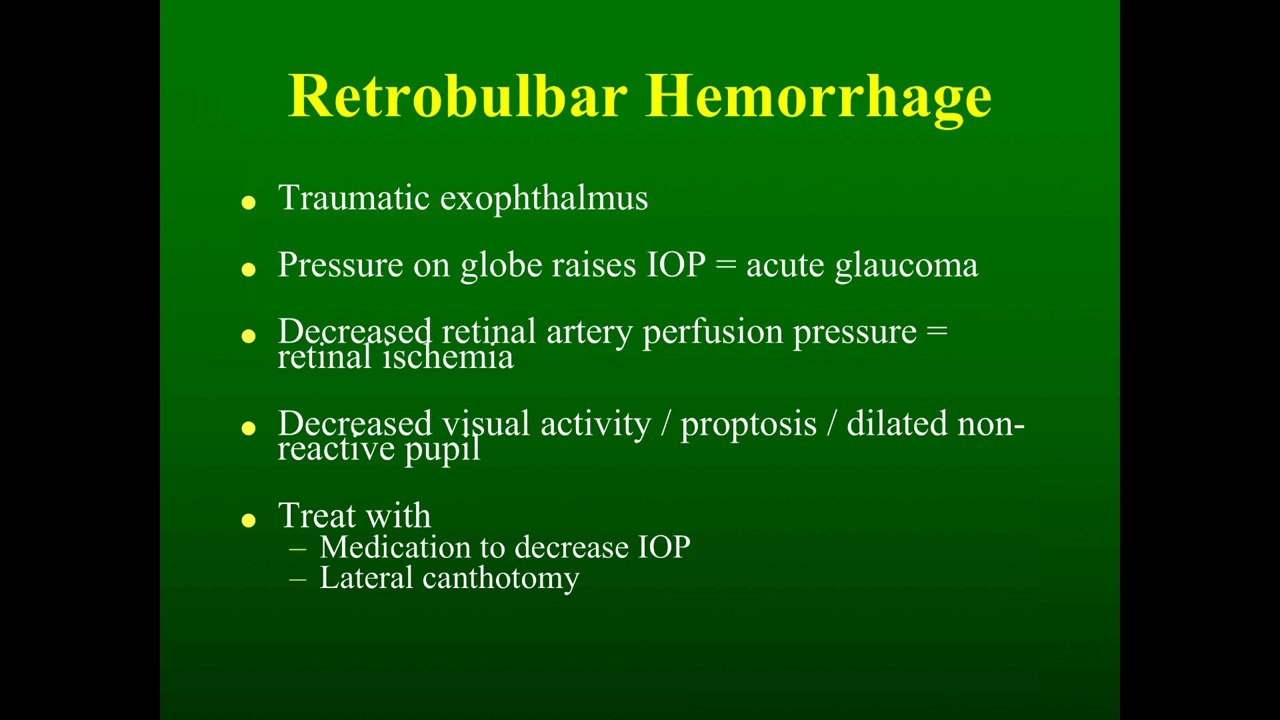 Retrobulbar Hemorrhage
• Traumatic exophthalmus
• Pressure on globe raises IOP = acute glaucoma
• Decreased retinal artery perfusion pressure =
retinal ischemia
• Decreased visual activity / proptosis / dilated non-
reactive pupil
• Treat with
– Medication to decrease IOP
– Lateral canthotomy